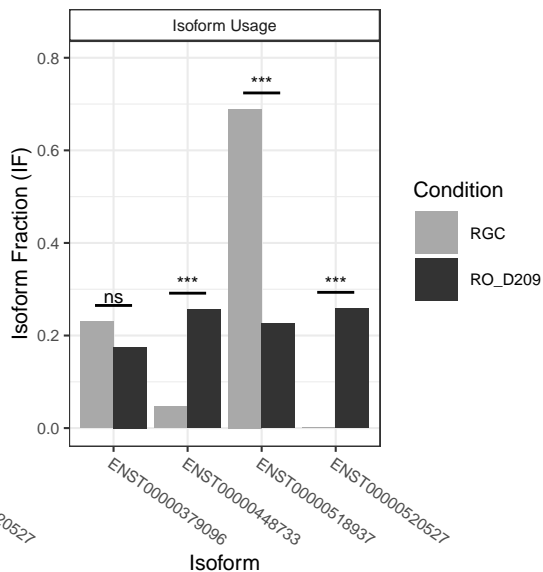 Isoform Usage
Isoform Fraction (IF)
0.8
0.6
0.4
0.2
0.0
ns
***
***
***
Condition
RGC
RO_D209
ENST00000379096
ENST00000448733
ENST00000518937
ENST00000520527
20527
Isoform